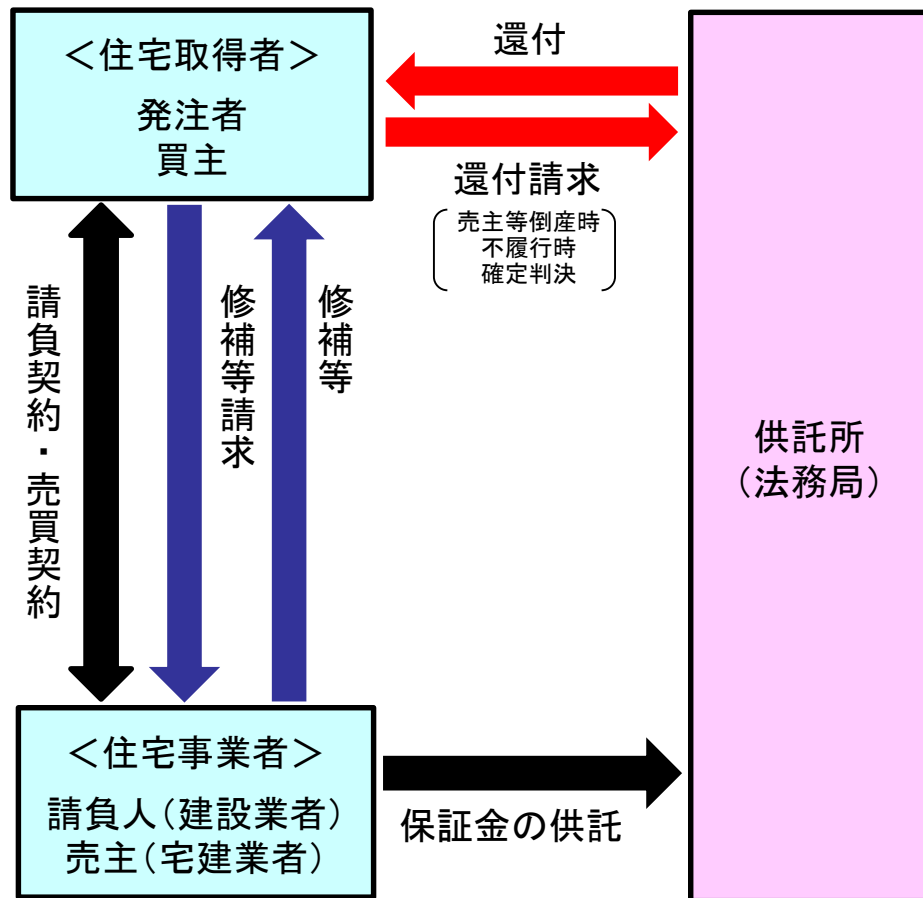 ＜住宅取得者＞
発注者
買主
還付
還付請求
売主等倒産時
不履行時
確定判決
請負契約・売買契約
修補等請求
修補等
供託所
（法務局）
＜住宅事業者＞
請負人（建設業者）
売主（宅建業者）
保証金の供託